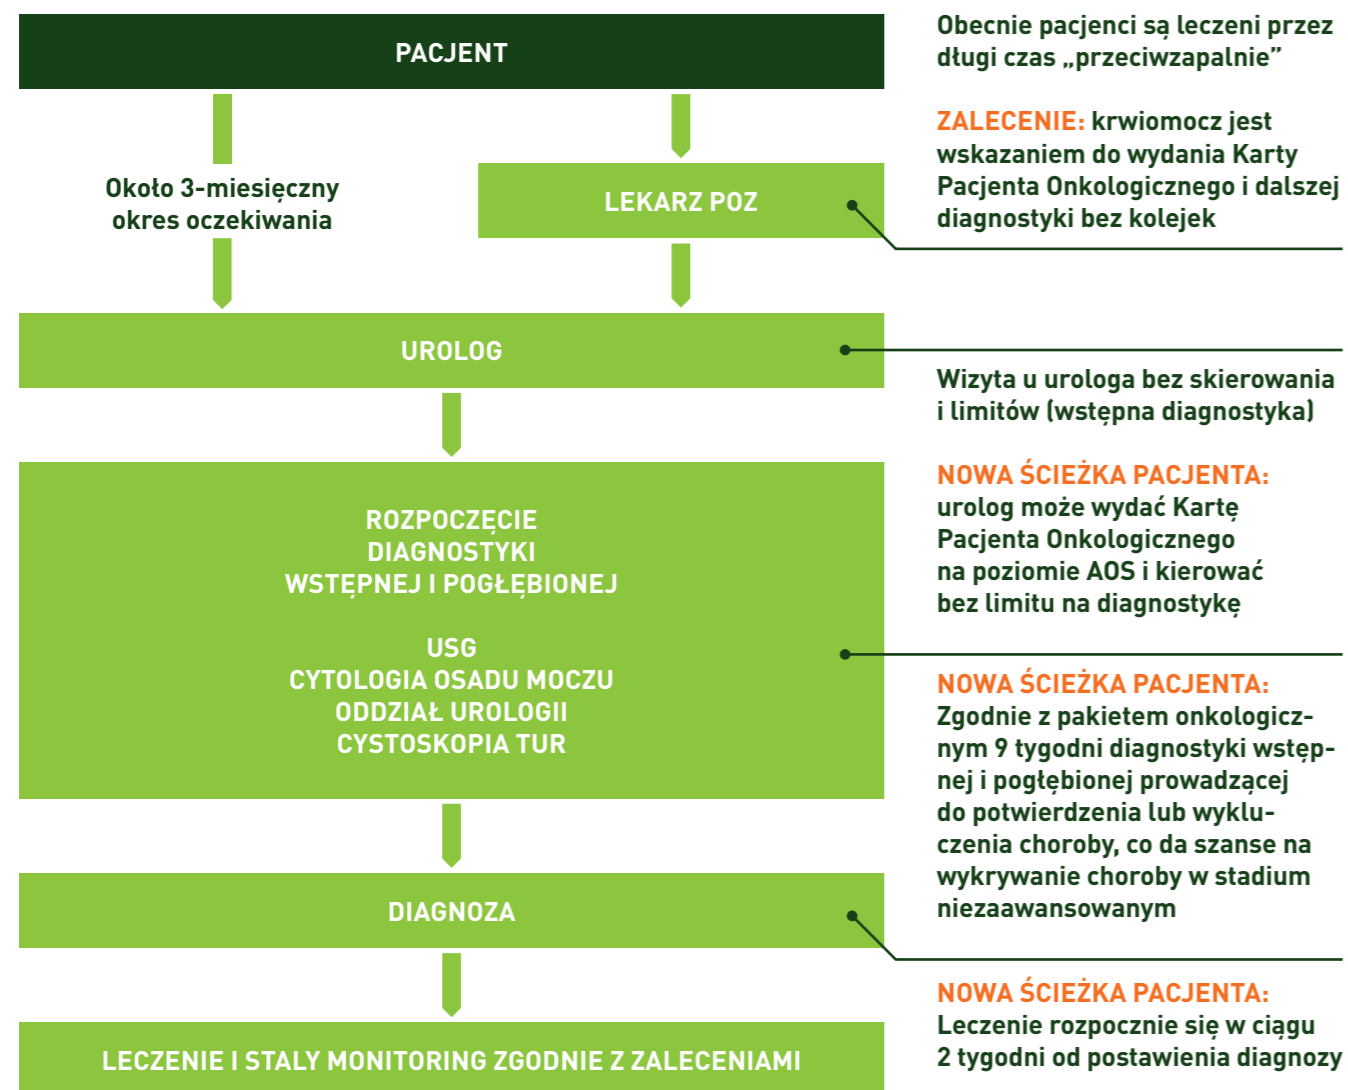 PACJENT
Około 3-miesięczny
okres oczekiwania
LEKARZ POZ
UROLOG
ROZPOCZĘCIE
DIAGNOSTYKI
WSTĘPNEJ I POGŁĘBIONEJ
USG
CYTOLOGIA OSADU MOCZU
ODDZIAŁ UROLOGII
CYSTOSKOPIA TUR
DIAGNOZA
LECZENIE I STALY MONITORING ZGODNIE Z ZALECENIAMI
Obecnie pacjenci są leczeni przez
długi czas „przeciwzapalnie”
ZALECENIE: krwiomocz jest
wskazaniem do wydania Karty
Pacjenta Onkologicznego i dalszej
diagnostyki bez kolejek
Wizyta u urologa bez skierowania
i limitów (wstępna diagnostyka)
NOWA ŚCIEŻKA PACJENTA:
urolog może wydać Kartę
Pacjenta Onkologicznego
na poziomie AOS i kierować
bez limitu na diagnostykę
NOWA ŚCIEŻKA PACJENTA:
Zgodnie z pakietem onkologicz-
nym 9 tygodni diagnostyki wstęp-
nej i pogłębionej prowadzącej
do potwierdzenia lub wyklu-
czenia choroby, co da szanse na
wykrywanie choroby w stadium
niezaawansowanym
NOWA ŚCIEŻKA PACJENTA:
Leczenie rozpocznie się w ciągu
2 tygodni od postawienia diagnozy